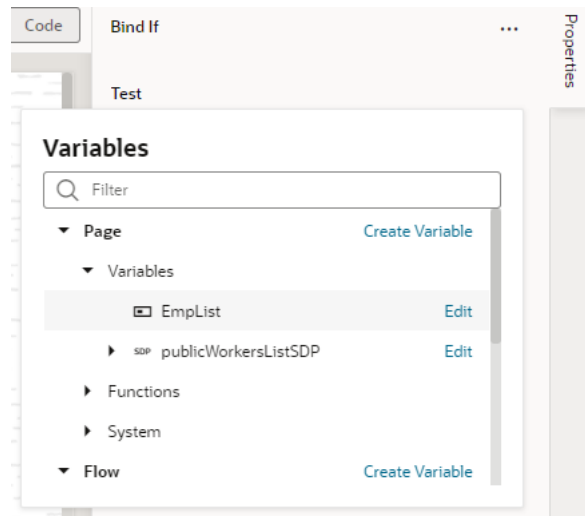 Code
Bind If
...
Properties
Test
Variables
Filter
Page Create Variable
Variables
EmpList Edit
SDP publicWorkersListSDP Edit
Functions
System
Flow Create Variable